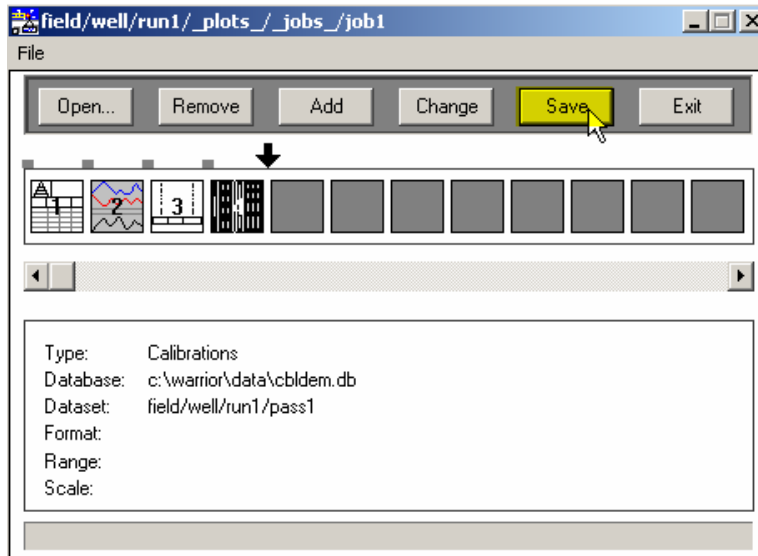 field/well/run1/_plots_/_jobs_/job1
File
Open... Remove Add Change Save Exit
A
1 2 3
Type: Calibrations
Database: c:\warrior\data\cbldem.db
Dataset: field/well/run1/pass1
Format:
Range:
Scale: